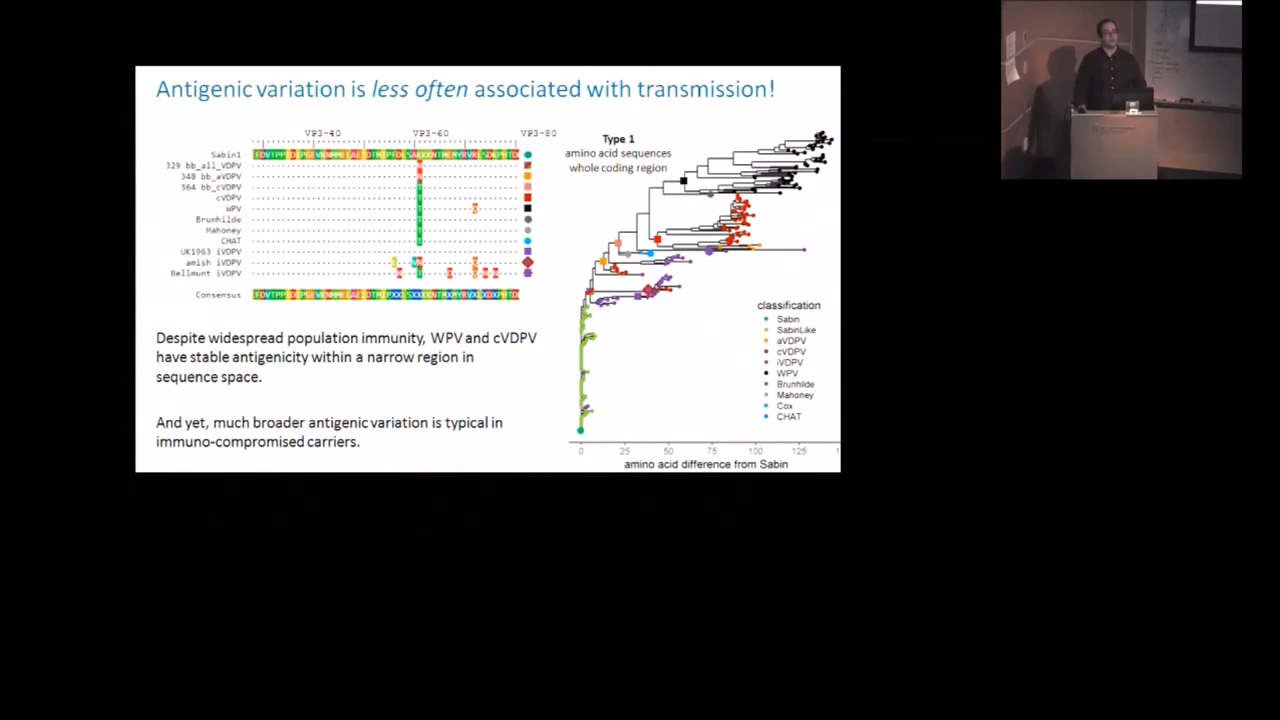 Antigenic variation is less often associated with transmission!
VP3-40 VP3-60 VP3-80
Sabin1
329 bb_all_VDPV
348 bb_aVDPV
364 bb_cVDPV
cVDPV
WPV
Brunhilde
Mahoney
CHAT
UK1963 iVDPV
amish iVDPV
Bellmunt iVDPV
Consensus
Despite widespread population immunity, WPV and cVDPV
have stable antigenicity within a narrow region in
sequence space.
And yet, much broader antigenic variation is typical in
immuno-compromised carriers.
Type 1
amino acid sequences
whole coding region
classification
Sabin
SabinLike
aVDPV
cVDPV
iVDPV
WPV
Brunhilde
Mahoney
Cox
CHAT
0 25 50 75 100 125
amino acid difference from Sabin